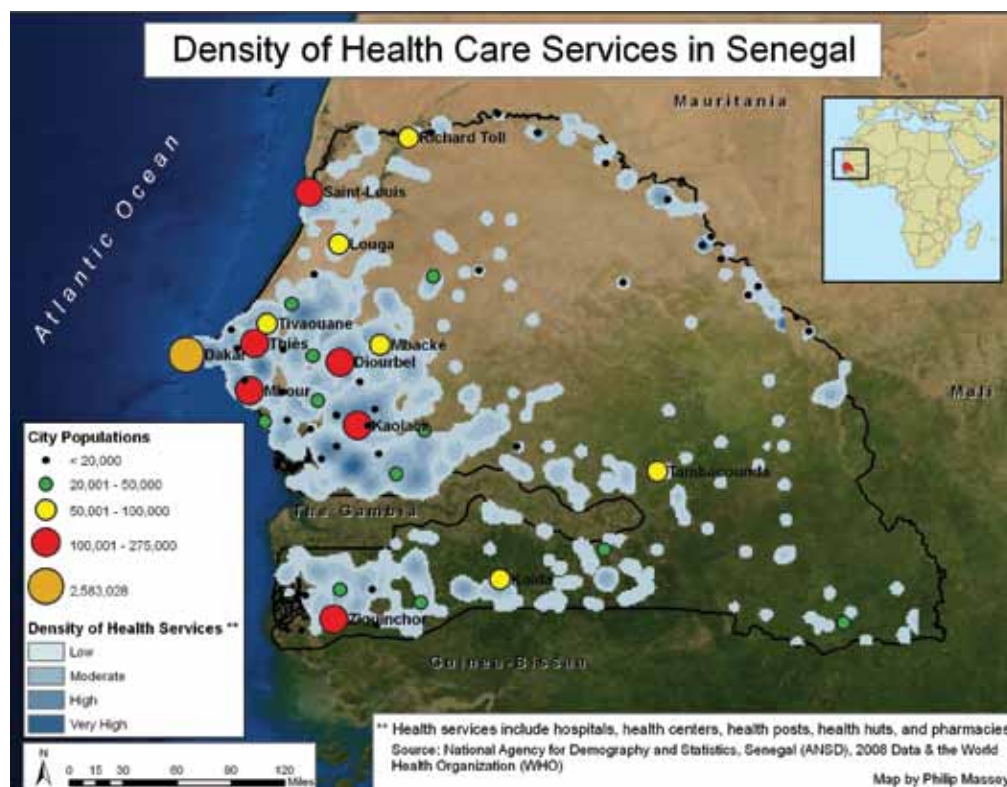 Density of Health Care Services in Senegal
Mauritania
Richard Toll
Saint-Louis
Atlantic Ocean
Louga
Tivaouane
Thiès
Mbacké
Dakar
Diourbel
Mbour
Mali
Kaolack
City Populations
< 20,000
20,001 - 50,000
50,001 - 100,000
100,001 - 275,000
2,583,028
Tambacounda
The Gambia
Kolda
Ziguinchor
Density of Health Services **
Low
Moderate
High
Very High
Guinea-Bissau
** Health services include hospitals, health centers, health posts, health huts, and pharmacies
Source: National Agency for Demography and Statistics, Senegal (ANSD), 2008 Data & the World
Health Organization (WHO)
Map by Philip Massey
N
0 15 30 60 90 120
Miles